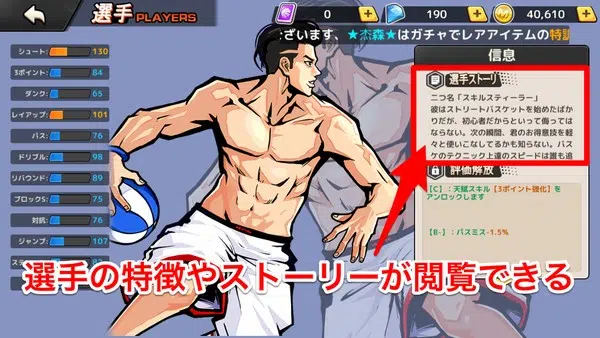 選手 PLAYERS
0
190
40,610
ざいます、★杰森★はガチャでレアアイテムの特訓
シュート 130
3ポイント 84
ダンク 65
レイアップ 101
パス 76
ドリブル 98
リバウンド 89
ブロックS 75
対抗 76
ジャンプ 107
信息
選手ストーリ
二つ名「スキルスティーラー」
彼はストリートバスケットを始めたばか
りだが、初心者だからといって侮っては
ならない。次の瞬間、君のお得意技を軽
々と使いこなしてるかも知らない。バスケ
のテクニック上達のスピードは誰も追
評価解放
【C】：天賦スキル【3ポイント強化】を
アンロックします
【B-】：パスミス-1.5%
選手の特徴やストーリーが閲覧できる